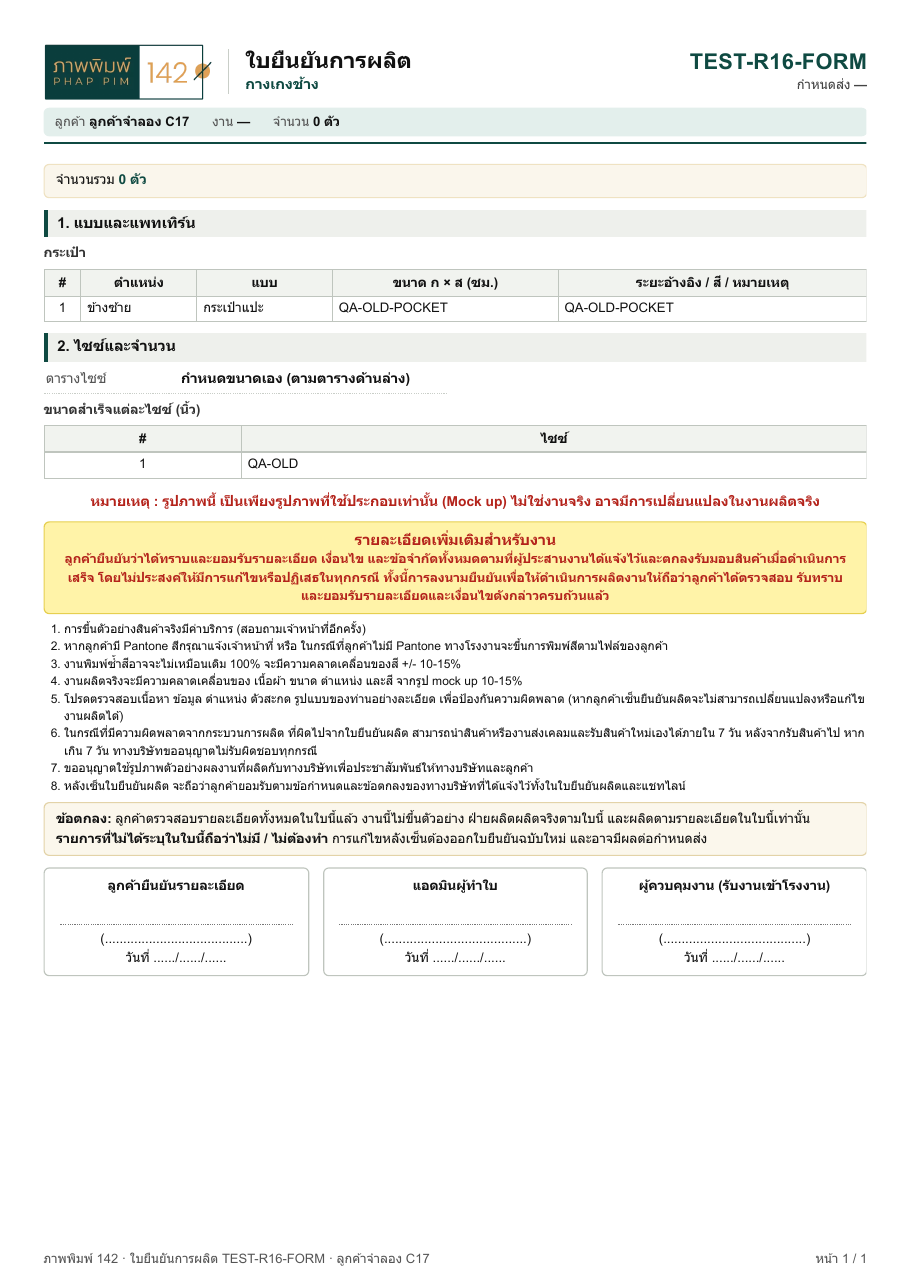 ภาพพิมพ์
PHAP PIM
142
ใบยืนยันการผลิต
กางเกงช้าง
TEST-R16-FORM
กำหนดส่ง —
ลูกค้า ลูกค้าจำลอง C17 งาน — จำนวน 0 ตัว
จำนวนรวม 0 ตัว
1. แบบและแพทเทิร์น
กระเป๋า
# ตำแหน่ง แบบ ขนาด ก × ส (ซม.) ระยะอ้างอิง / สี / หมายเหตุ
1 ข้างซ้าย กระเป๋าแปะ QA-OLD-POCKET QA-OLD-POCKET
2. ไซซ์และจำนวน
ตารางไซซ์ กำหนดขนาดเอง (ตามตารางด้านล่าง)
ขนาดสำเร็จแต่ละไซซ์ (นิ้ว)
# ไซซ์
1 QA-OLD
หมายเหตุ : รูปภาพนี้ เป็นเพียงรูปภาพที่ใช้ประกอบเท่านั้น (Mock up) ไม่ใช่งานจริง อาจมีการเปลี่ยนแปลงในงานผลิตจริง
รายละเอียดเพิ่มเติมสำหรับงาน
ลูกค้ายืนยันว่าได้ทราบและยอมรับรายละเอียด เงื่อนไข และข้อจำกัดทั้งหมดตามที่ผู้ประสานงานได้แจ้งไว้และตกลงรับมอบสินค้าเมื่อดำเนินการ
เสร็จ โดยไม่ประสงค์ให้มีการแก้ไขหรือปฏิเสธในทุกกรณี ทั้งนี้การลงนามยืนยันเพื่อให้ดำเนินการผลิตงานให้ถือว่าลูกค้าได้ตรวจสอบ รับทราบ
และยอมรับรายละเอียดและเงื่อนไขดังกล่าวครบถ้วนแล้ว
1. การขึ้นตัวอย่างสินค้าจริงมีค่าบริการ (สอบถามเจ้าหน้าที่อีกครั้ง)
2. หากลูกค้ามี Pantone สีกรุณาแจ้งเจ้าหน้าที่ หรือ ในกรณีที่ลูกค้าไม่มี Pantone ทางโรงงานจะขึ้นการพิมพ์สีตามไฟล์ของลูกค้า
3. งานพิมพ์ซ้ำสีอาจจะไม่เหมือนเดิม 100% จะมีความคลาดเคลื่อนของสี +/- 10-15%
4. งานผลิตจริงจะมีความคลาดเคลื่อนของ เนื้อผ้า ขนาด ตำแหน่ง และสี จากรูป mock up 10-15%
5. โปรดตรวจสอบเนื้อหา ข้อมูล ตำแหน่ง ตัวสะกด รูปแบบของท่านอย่างละเอียด เพื่อป้องกันความผิดพลาด (หากลูกค้าเซ็นยืนยันผลิตจะไม่สามารถเปลี่ยนแปลงหรือแก้ไข
งานผลิตได้)
6. ในกรณีที่มีความผิดพลาดจากกระบวนการผลิต ที่ผิดไปจากใบยืนยันผลิต สามารถนำสินค้าหรืองานส่งเคลมและรับสินค้าใหม่เองได้ภายใน 7 วัน หลังจากรับสินค้าไป หาก
เกิน 7 วัน ทางบริษัทขออนุญาตไม่รับผิดชอบทุกกรณี
7. ขออนุญาตใช้รูปภาพตัวอย่างผลงานที่ผลิตกับทางบริษัทเพื่อประชาสัมพันธ์ให้ทางบริษัทและลูกค้า
8. หลังเซ็นใบยืนยันผลิต จะถือว่าลูกค้ายอมรับตามข้อกำหนดและข้อตกลงของทางบริษัทที่ได้แจ้งไว้ทั้งในใบยืนยันผลิตและแชทไลน์
ข้อตกลง: ลูกค้าตรวจสอบรายละเอียดทั้งหมดในใบนี้แล้ว งานนี้ไม่ขึ้นตัวอย่าง ฝ่ายผลิตผลิตจริงตามใบนี้ และผลิตตามรายละเอียดในใบนี้เท่านั้น
รายการที่ไม่ได้ระบุในใบนี้ถือว่าไม่มี / ไม่ต้องทำ การแก้ไขหลังเซ็นต้องออกใบยืนยันฉบับใหม่ และอาจมีผลต่อกำหนดส่ง
ลูกค้ายืนยันรายละเอียด แอดมินผู้ทำใบ ผู้ควบคุมงาน (รับงานเข้าโรงงาน)
(.......................................) (.......................................) (.......................................)
วันที่ ....../....../...... วันที่ ....../....../...... วันที่ ....../....../......
ภาพพิมพ์ 142 · ใบยืนยันการผลิต TEST-R16-FORM · ลูกค้าจำลอง C17 หน้า 1 / 1